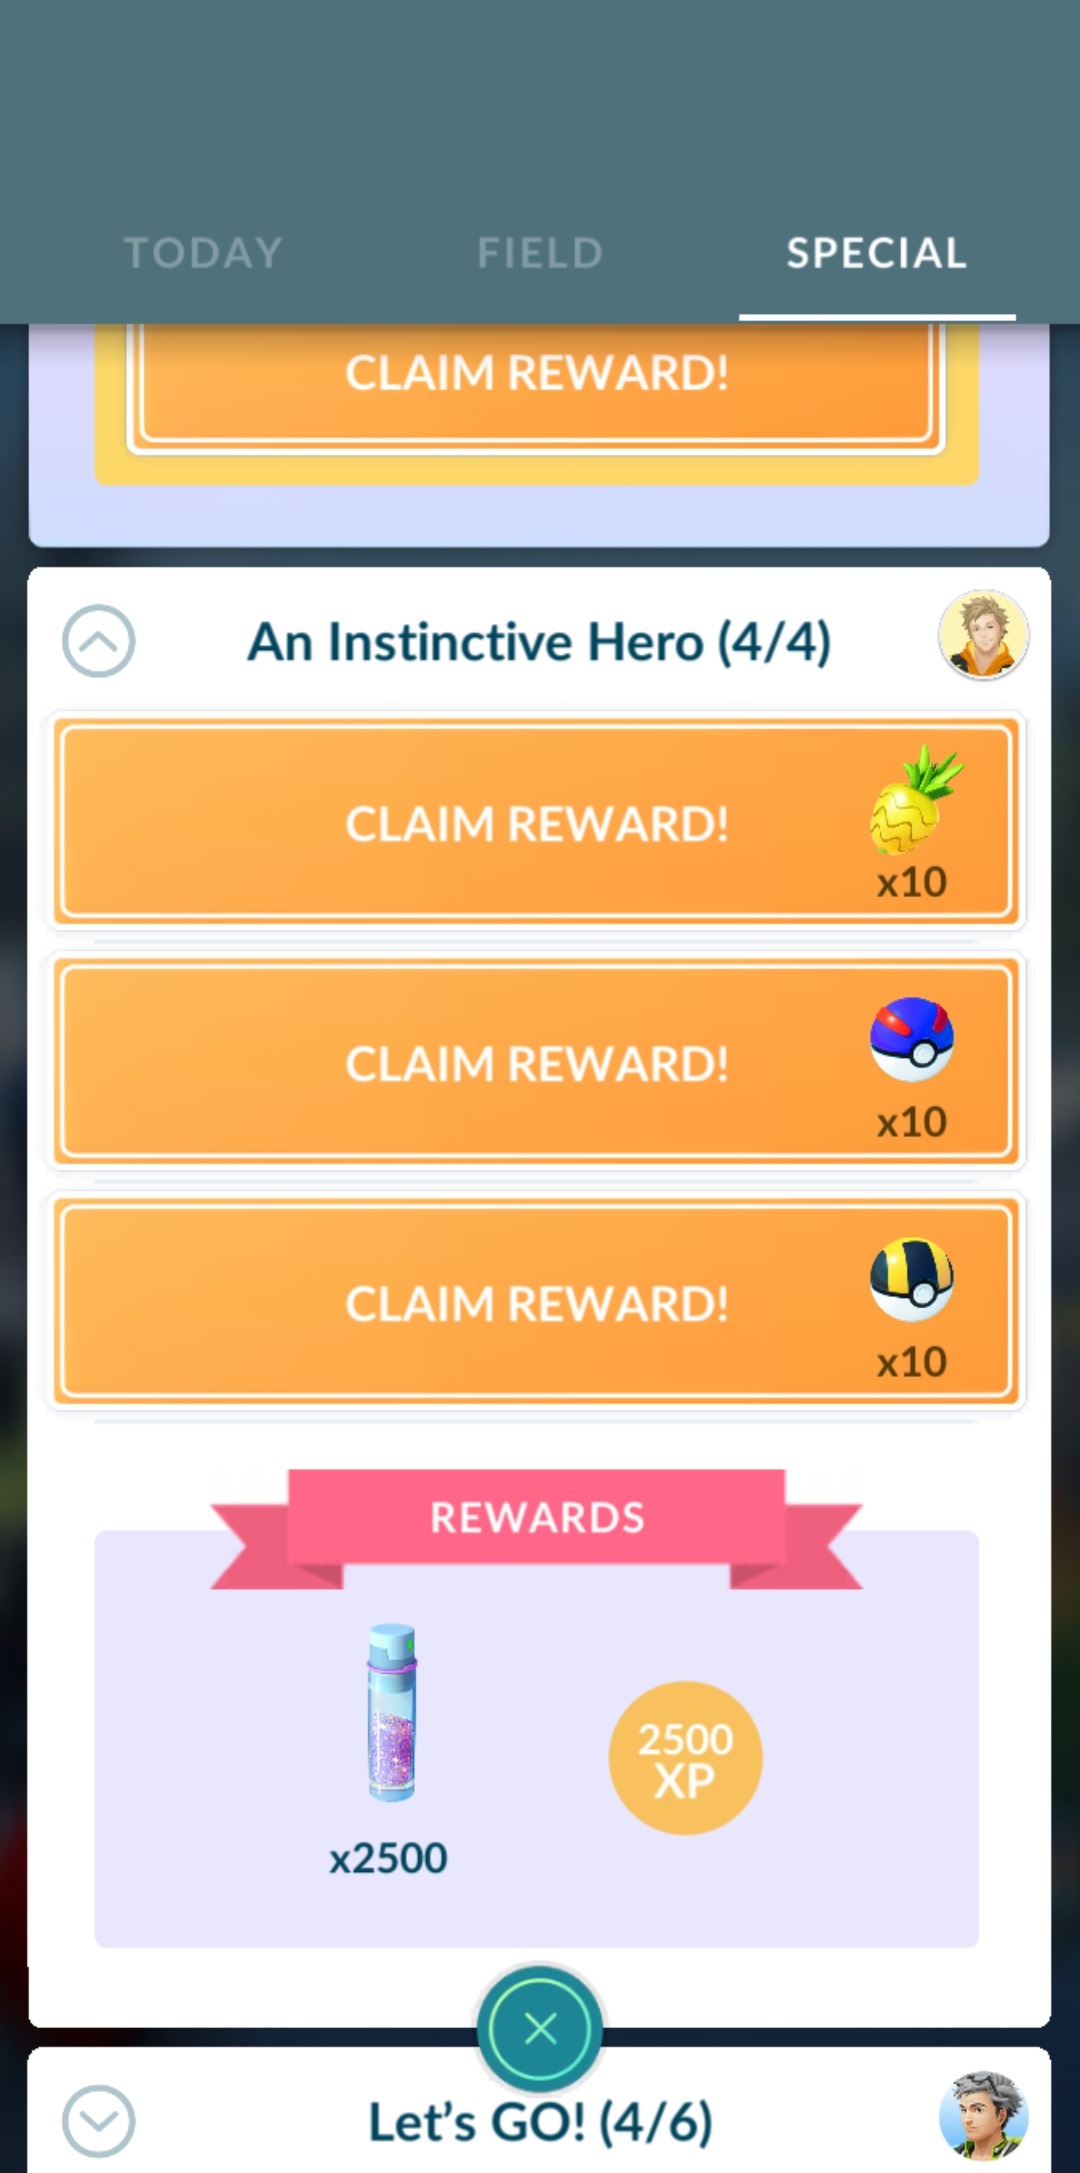 TODAY
FIELD
SPECIAL
CLAIM REWARD!
An Instinctive Hero (4/4)
CLAIM REWARD!
x10
CLAIM REWARD!
x10
CLAIM REWARD!
x10
REWARDS
2500
XP
x2500
Let’s GO! (4/6)